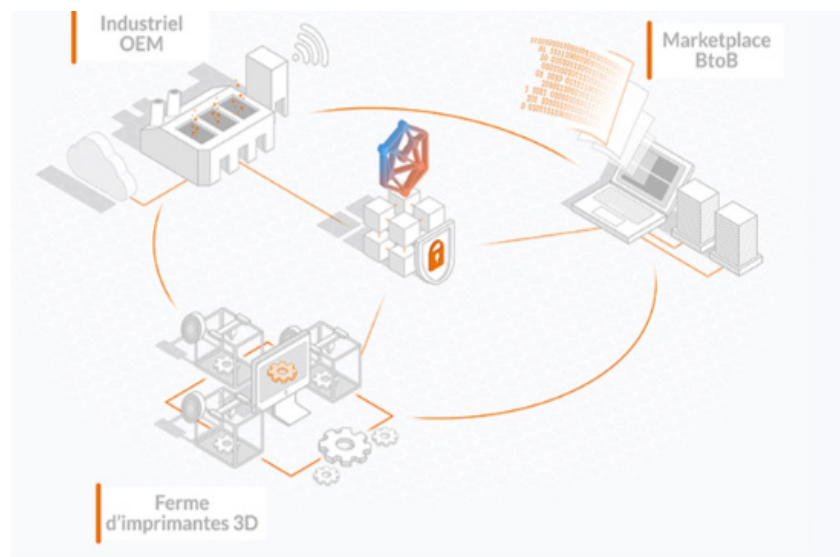 Industriel
OEM
Marketplace
BtoB
Ferme
d'imprimantes 3D